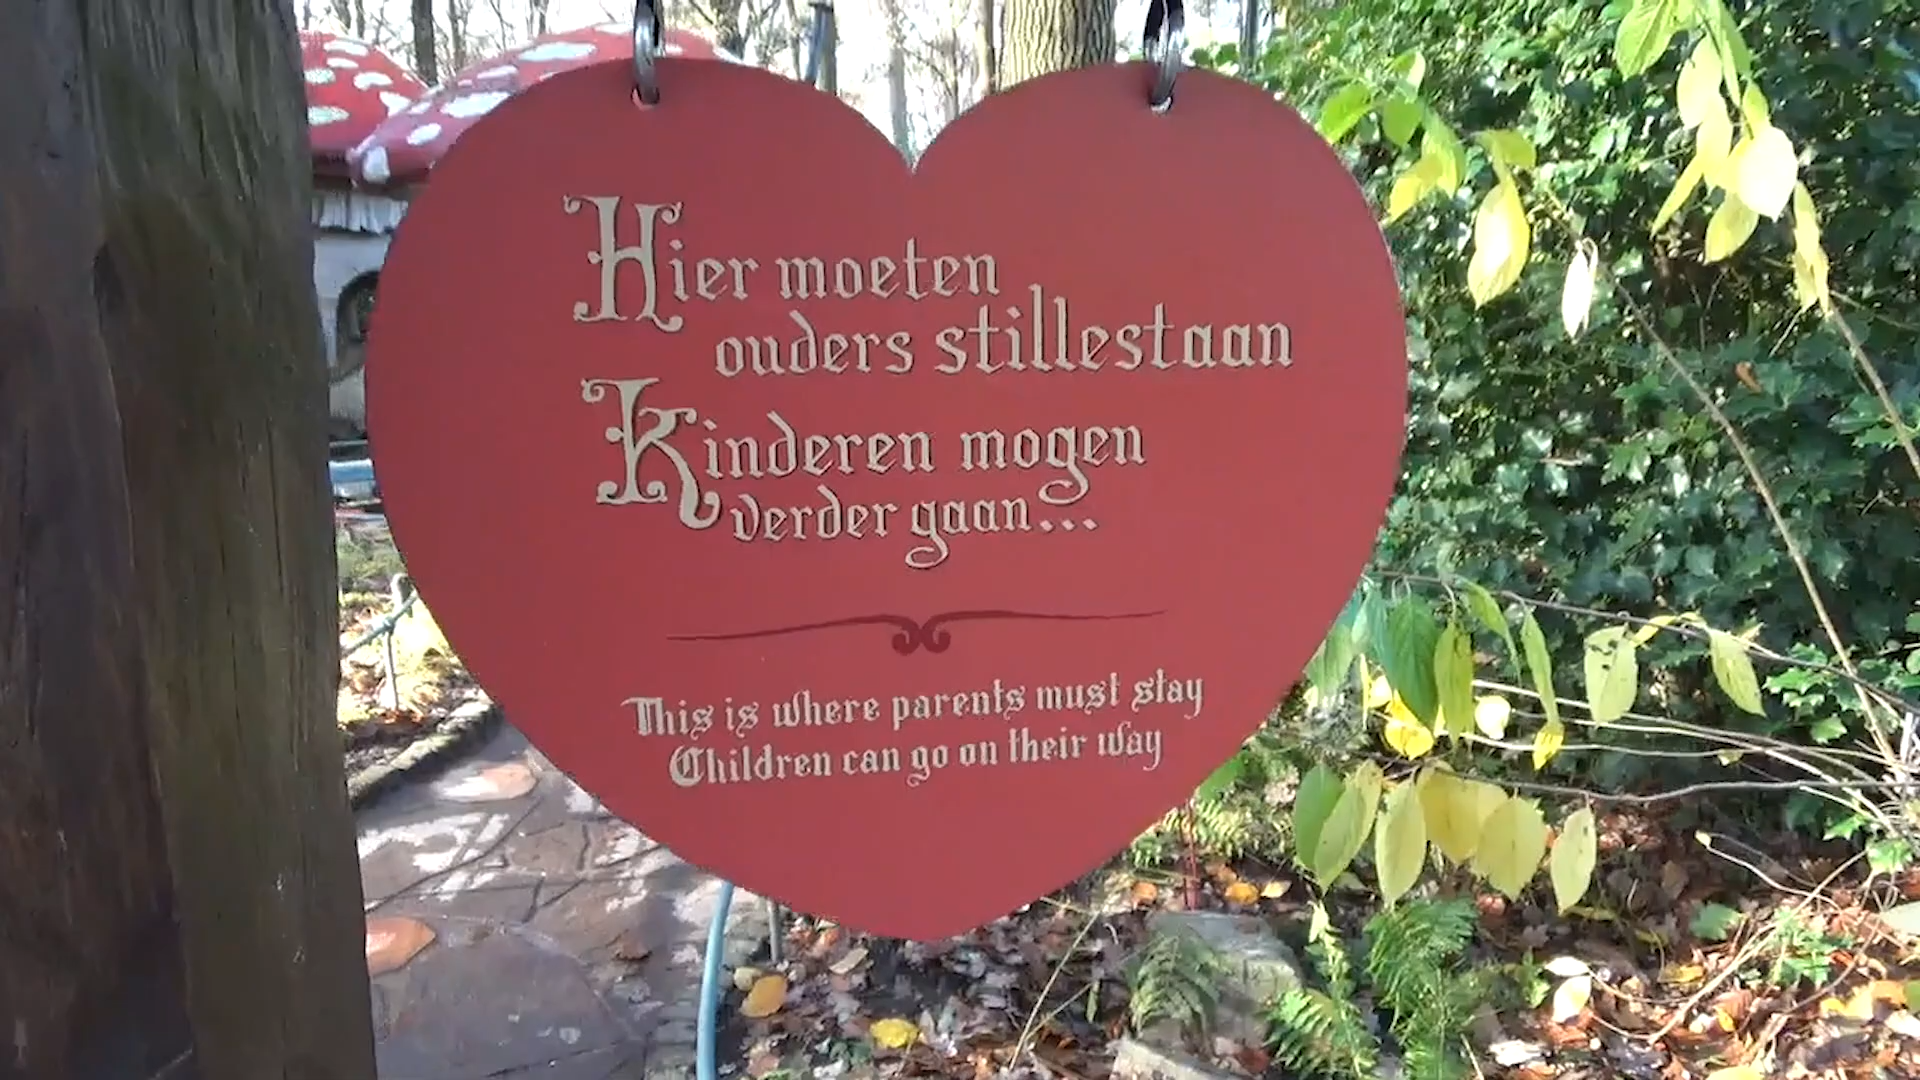 Hier moeten
ouders stillestaan
Kinderen mogen
verder gaan...
This is where parents must stay
Children can go on their way